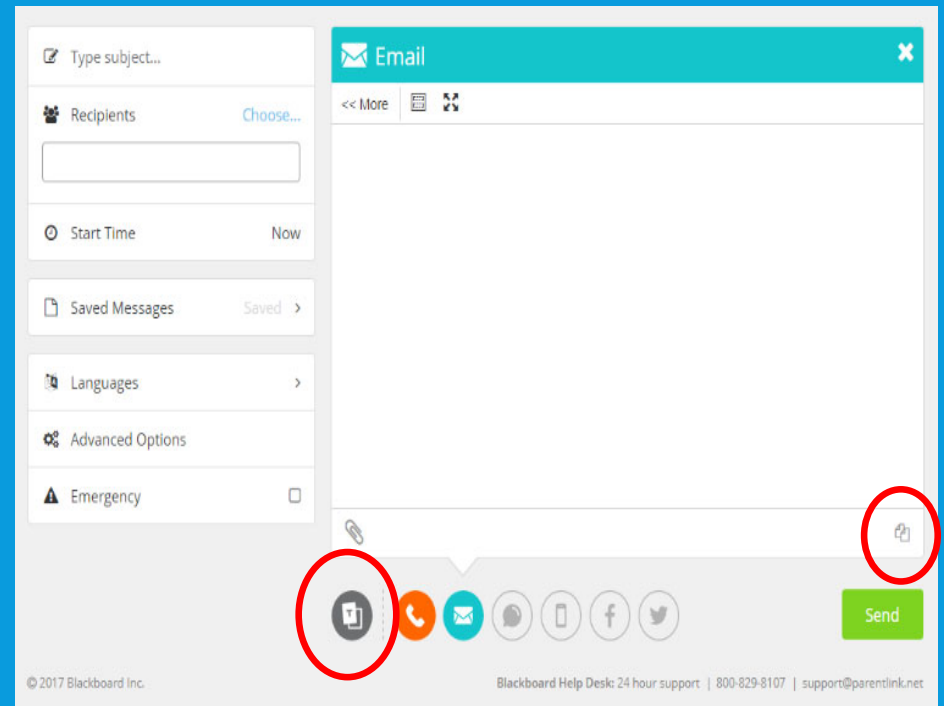 Type subject...
Recipients Choose...
Start Time Now
Saved Messages Saved >
Languages >
Advanced Options
Emergency
Email
<< More
T
f
Send
© 2017 Blackboard Inc.
Blackboard Help Desk: 24 hour support | 800-829-8107 | support@parentlink.net